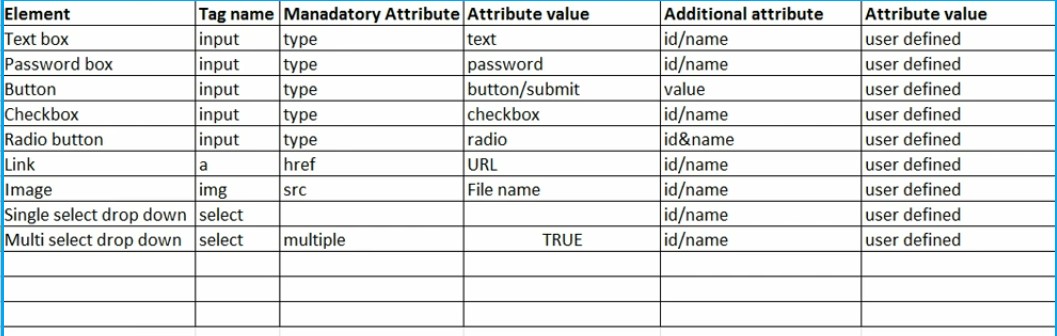 Element Tag name Manadatory Attribute Attribute value Additional attribute Attribute value
Text box input type text id/name user defined
Password box input type password id/name user defined
Button input type button/submit value user defined
Checkbox input type checkbox id/name user defined
Radio button input type radio id&name user defined
Link a href URL id/name user defined
Image img src File name id/name user defined
Single select drop down select id/name user defined
Multi select drop down select multiple TRUE id/name user defined